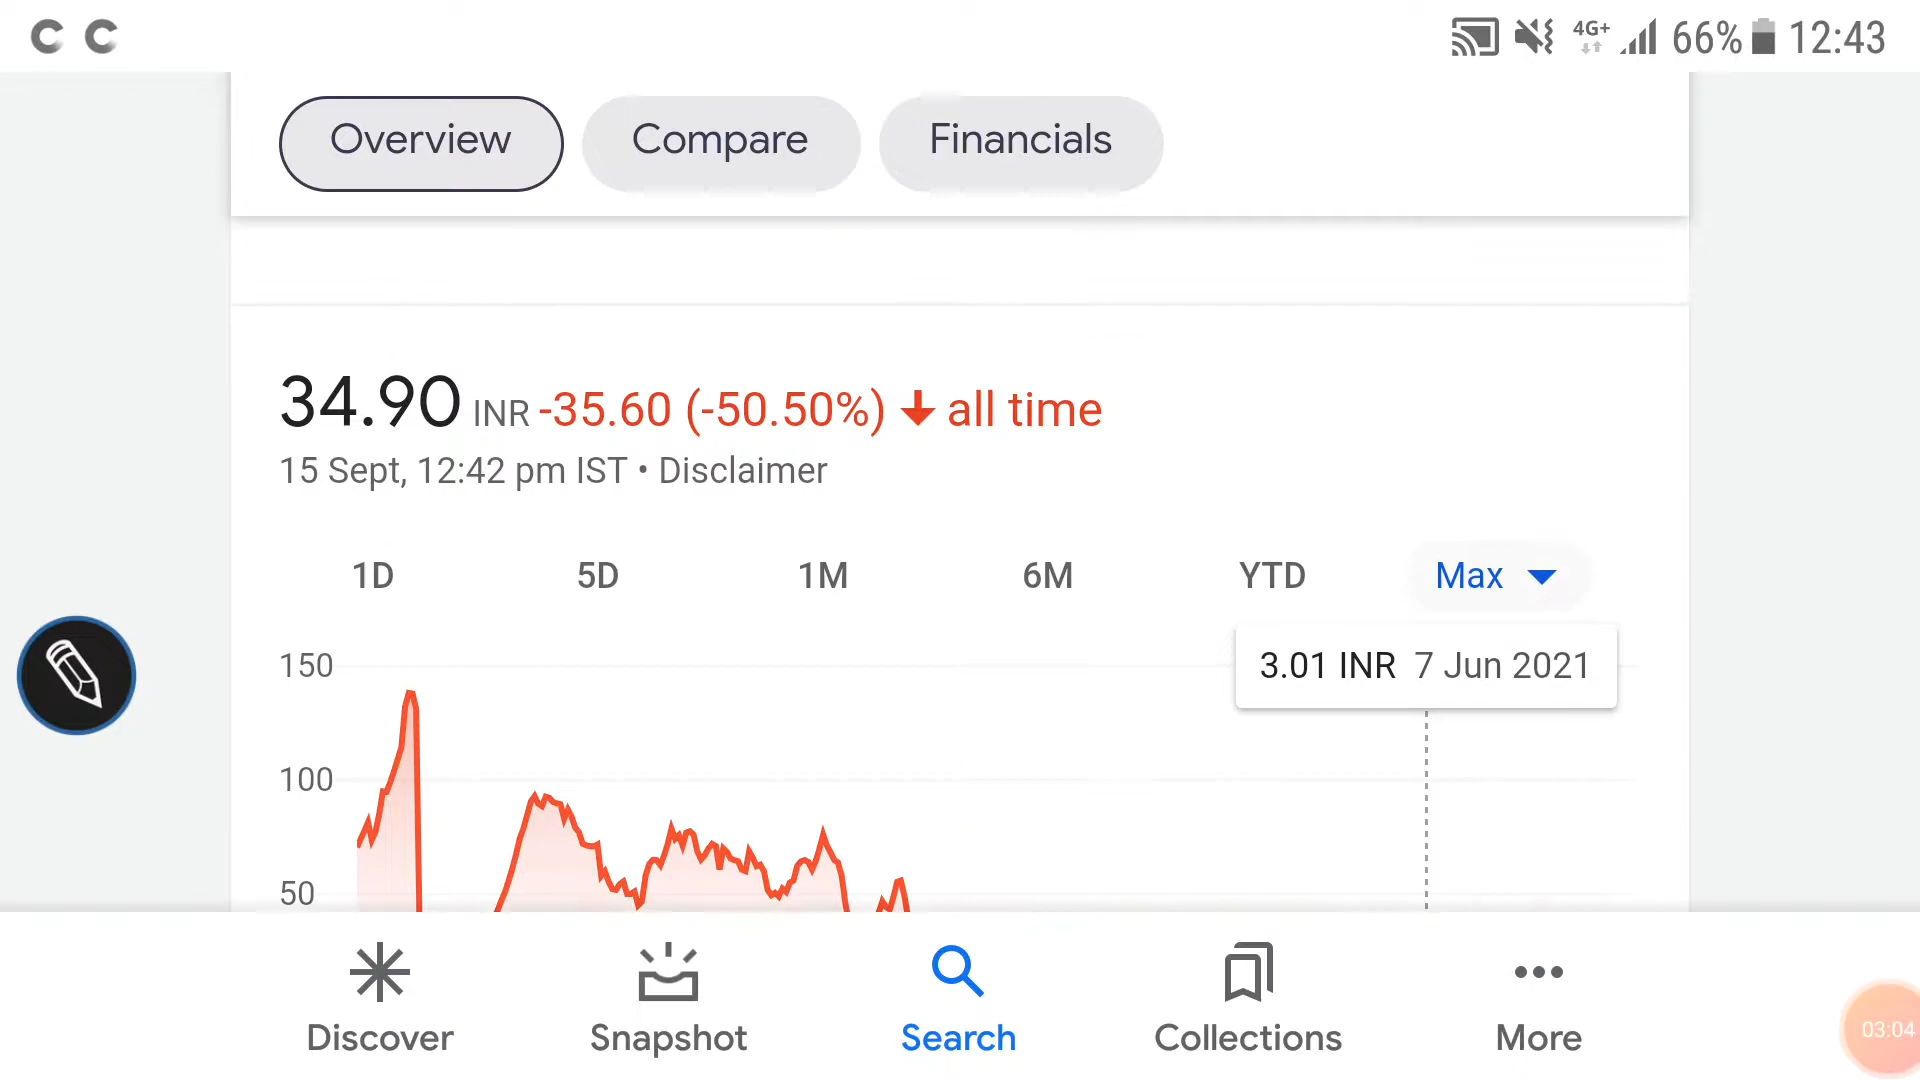 4G+ 66% 12:43
Overview Compare Financials
34.90 INR -35.60 (-50.50%) all time
15 Sept, 12:42 pm IST • Disclaimer
1D 5D 1M 6M YTD Max
3.01 INR 7 Jun 2021
150
100
50
Discover Snapshot Search Collections More
03:04